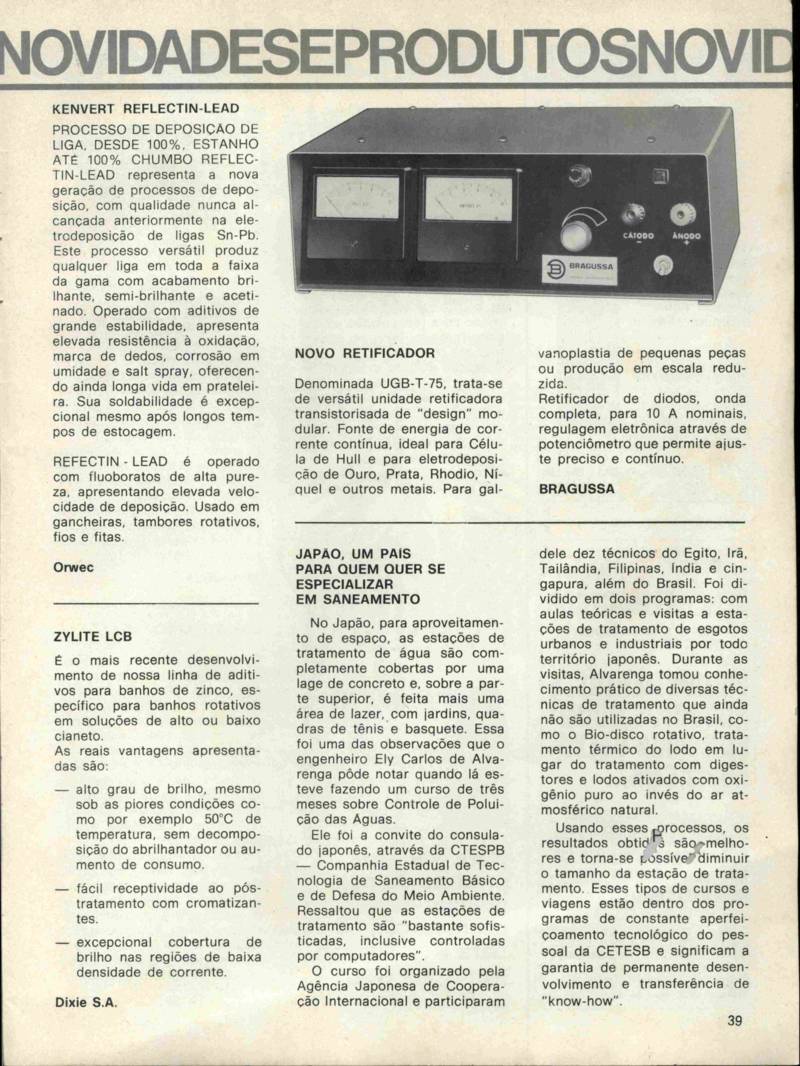 NOVIDADESEPRODUTOSNOVID
KENVERT REFLECTIN-LEAD
PROCESSO DE DEPOSIÇÃO DE
LIGA, DESDE 100%, ESTANHO
ATÉ 100% CHUMBO REFLEC-
TIN-LEAD representa a nova
geração de processos de depo-
sição, com qualidade nunca al-
cançada anteriormente na ele-
trodeposição de ligas Sn-Pb.
Este processo versátil produz
qualquer liga em toda a faixa
da gama com acabamento bri-
lhante, semi-brilhante e aceti-
nado. Operado com aditivos de
grande estabilidade, apresenta
elevada resistência à oxidação,
marca de dedos, corrosão em
umidade e salt spray, oferecen-
do ainda longa vida em pratelei-
ra. Sua soldabilidade é excep-
cional mesmo após longos tem-
pos de estocagem.
REFECTIN - LEAD é operado
com fluoboratos de alta pure-
za, apresentando elevada velo-
cidade de deposição. Usado em
gancheiras, tambores rotativos,
fios e fitas.
Orwec
ZYLITE LCB
É o mais recente desenvolvi-
mento de nossa linha de aditi-
vos para banhos de zinco, es-
pecífico para banhos rotativos
em soluções de alto ou baixo
cianeto.
As reais vantagens apresenta-
das são:
— alto grau de brilho, mesmo
sob as piores condições co-
mo por exemplo 50°C de
temperatura, sem decompo-
sição do abrilhantador ou au-
mento de consumo.
— fácil receptividade ao pós-
tratamento com cromatizan-
tes.
— excepcional cobertura de
brilho nas regiões de baixa
densidade de corrente.
Dixie S.A.
CÁTODO
−
ÂNODO
+
BRAGUSSA
NOVO RETIFICADOR
Denominada UGB-T-75, trata-se
de versátil unidade retificadora
transistorisada de "design" mo-
dular. Fonte de energia de cor-
rente contínua, ideal para Célu-
la de Hull e para eletrodeposi-
ção de Ouro, Prata, Rhodio, Ní-
quel e outros metais. Para gal-
vanoplastia de pequenas peças
ou produção em escala redu-
zida.
Retificador de diodos, onda
completa, para 10 A nominais,
regulagem eletrônica através de
potenciômetro que permite ajus-
te preciso e contínuo.
BRAGUSSA
JAPÃO, UM PAÍS
PARA QUEM QUER SE
ESPECIALIZAR
EM SANEAMENTO
No Japão, para aproveitamen-
to de espaço, as estações de
tratamento de água são com-
pletamente cobertas por uma
lage de concreto e, sobre a par-
te superior, é feita mais uma
área de lazer, com jardins, qua-
dras de tênis e basquete. Essa
foi uma das observações que o
engenheiro Ely Carlos de Alva-
renga pôde notar quando lá es-
teve fazendo um curso de três
meses sobre Controle de Polui-
ção das Águas.
Ele foi a convite do consula-
do japonês, através da CTESPB
— Companhia Estadual de Tec-
nologia de Saneamento Básico
e de Defesa do Meio Ambiente.
Ressaltou que as estações de
tratamento são "bastante sofis-
ticadas, inclusive controladas
por computadores".
O curso foi organizado pela
Agência Japonesa de Coopera-
ção Internacional e participaram
dele dez técnicos do Egito, Irã,
Tailândia, Filipinas, Índia e cin-
gapura, além do Brasil. Foi di-
vidido em dois programas: com
aulas teóricas e visitas a esta-
ções de tratamento de esgotos
urbanos e industriais por todo
território japonês. Durante as
visitas, Alvarenga tomou conhe-
cimento prático de diversas téc-
nicas de tratamento que ainda
não são utilizadas no Brasil, co-
mo o Bio-disco rotativo, trata-
mento térmico do lodo em lu-
gar do tratamento com diges-
tores e lodos ativados com oxi-
gênio puro ao invés do ar at-
mosférico natural.
Usando esses processos, os
resultados obtidos são melho-
res e torna-se possível diminuir
o tamanho da estação de trata-
mento. Esses tipos de cursos e
viagens estão dentro dos pro-
gramas de constante aperfei-
çoamento tecnológico do pes-
soal da CETESB e significam a
garantia de permanente desen-
volvimento e transferência de
"know-how".
39